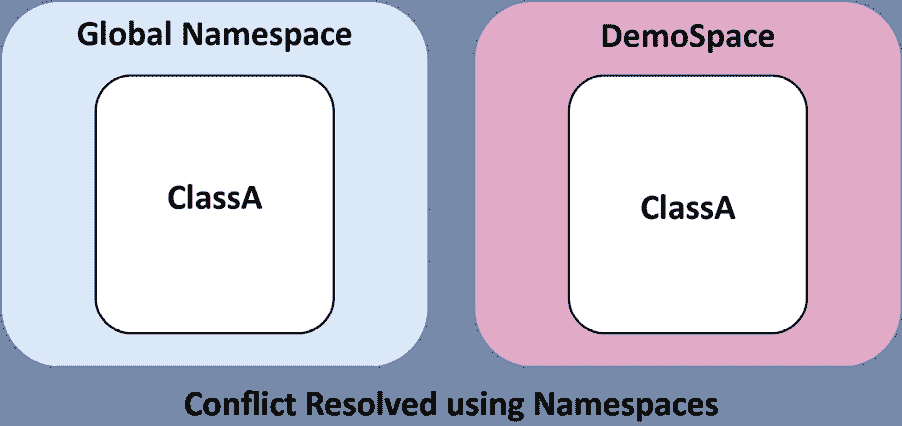 Global Namespace
ClassA
DemoSpace
ClassA
Conflict Resolved using Namespaces